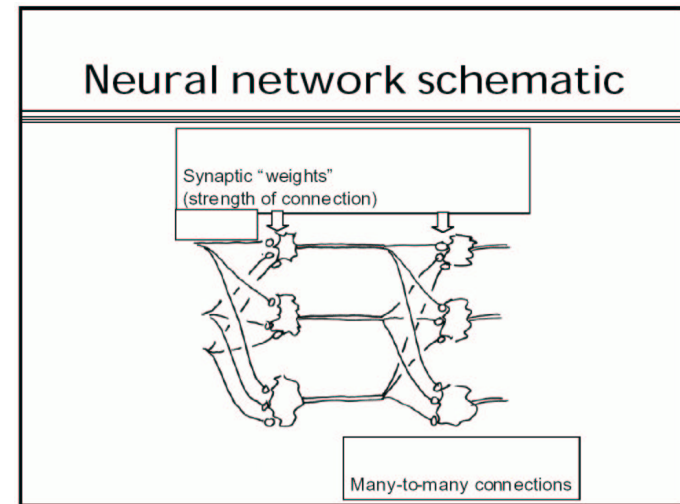 Neural network schematic
Synaptic "weights"
(strength of connection)
Many-to-many connections